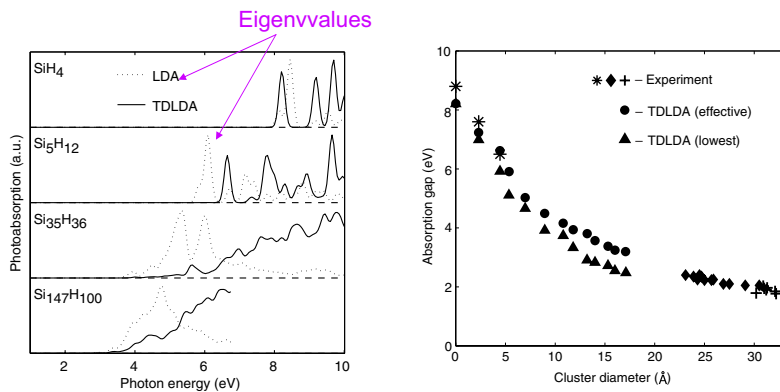 Eigenvvalues
SiH4
LDA
TDLDA
Si5H12
Si35H36
Si147H100
Photoabsorption (a.u.)
2 4 6 8 10
Photon energy (eV)
10
8
6
4
2
0
Absorption gap (eV)
– Experiment
– TDLDA (effective)
– TDLDA (lowest)
0 5 10 15 20 25 30
Cluster diameter (Å)